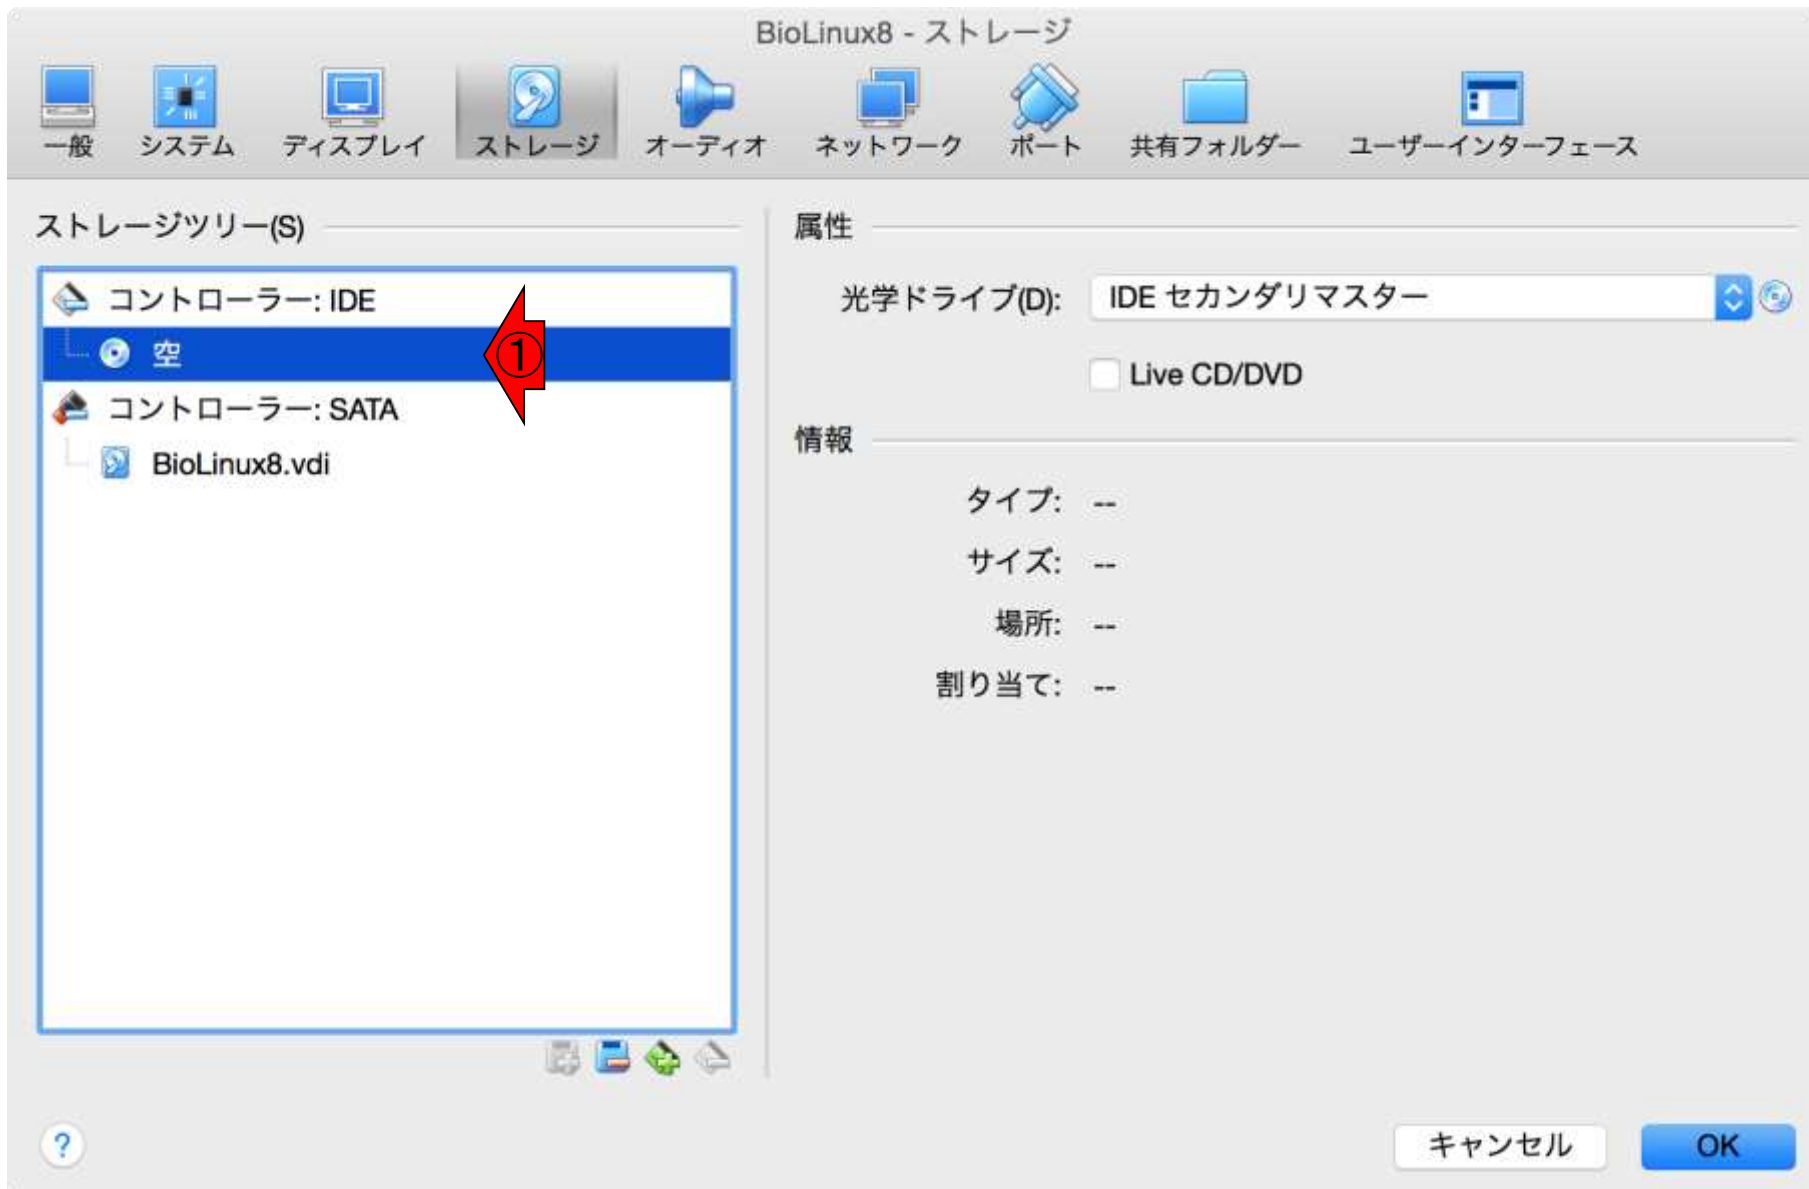 BioLinux8 - ストレージ
一般 システム ディスプレイ ストレージ オーディオ ネットワーク ポート 共有フォルダー ユーザーインターフェース
ストレージツリー(S)
コントローラー: IDE
空
①
コントローラー: SATA
BioLinux8.vdi
属性
光学ドライブ(D): IDE セカンダリマスター
Live CD/DVD
情報
タイプ: --
サイズ: --
場所: --
割り当て: --
?
キャンセル OK